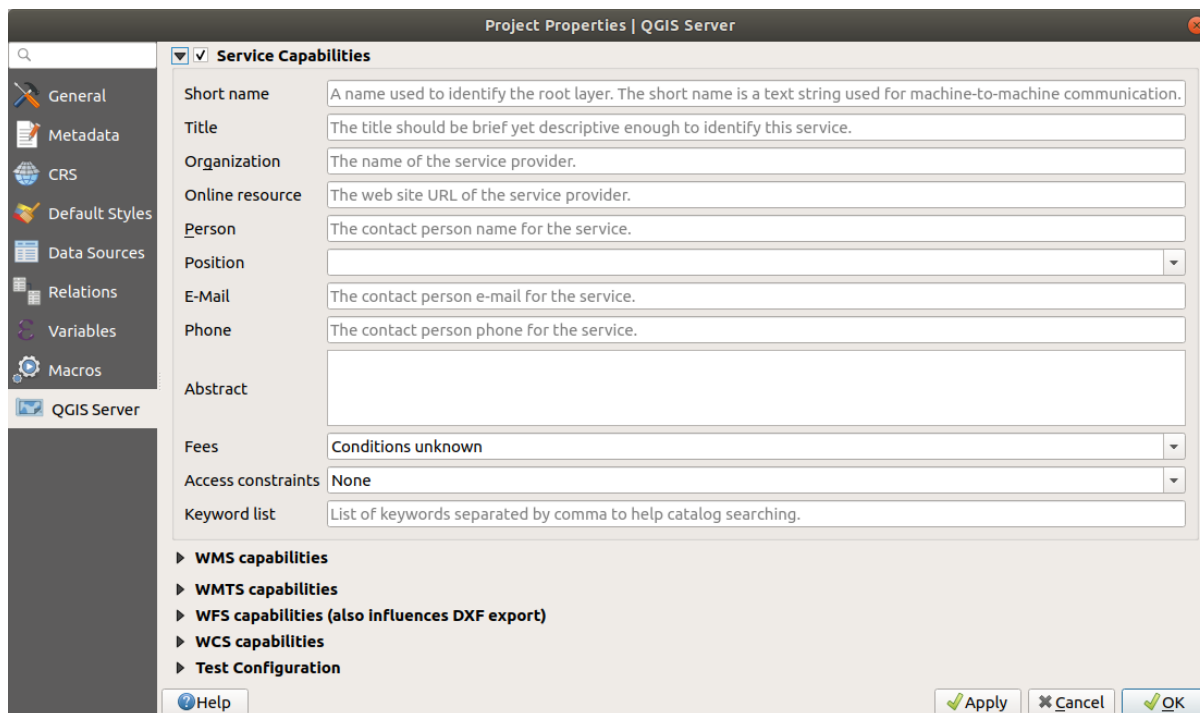 Project Properties | QGIS Server
General
Metadata
CRS
Default Styles
Data Sources
Relations
Variables
Macros
QGIS Server
Service Capabilities
Short name A name used to identify the root layer. The short name is a text string used for machine-to-machine communication.
Title The title should be brief yet descriptive enough to identify this service.
Organization The name of the service provider.
Online resource The web site URL of the service provider.
Person The contact person name for the service.
Position
E-Mail The contact person e-mail for the service.
Phone The contact person phone for the service.
Abstract
Fees Conditions unknown
Access constraints None
Keyword list List of keywords separated by comma to help catalog searching.
WMS capabilities
WMTS capabilities
WFS capabilities (also influences DXF export)
WCS capabilities
Test Configuration
Help Apply Cancel OK